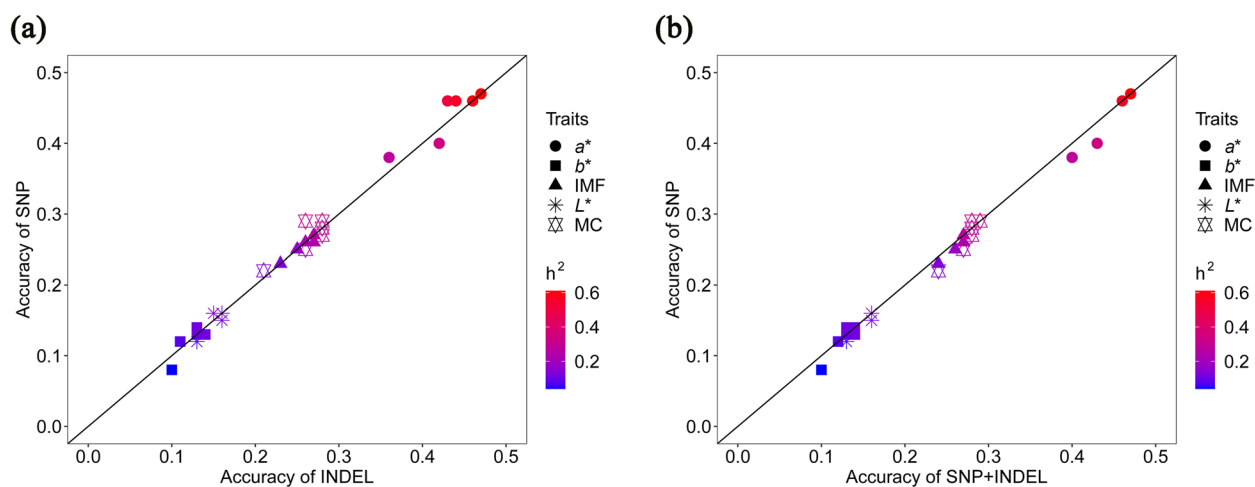 (a)
Accuracy of SNP
0.5
0.4
0.3
0.2
0.1
0.0
0.0 0.1 0.2 0.3 0.4 0.5
Accuracy of INDEL
Traits
a*
b*
IMF
L*
MC
h²
0.6
0.4
0.2
(b)
Accuracy of SNP
0.5
0.4
0.3
0.2
0.1
0.0
0.0 0.1 0.2 0.3 0.4 0.5
Accuracy of SNP+INDEL
Traits
a*
b*
IMF
L*
MC
h²
0.6
0.4
0.2